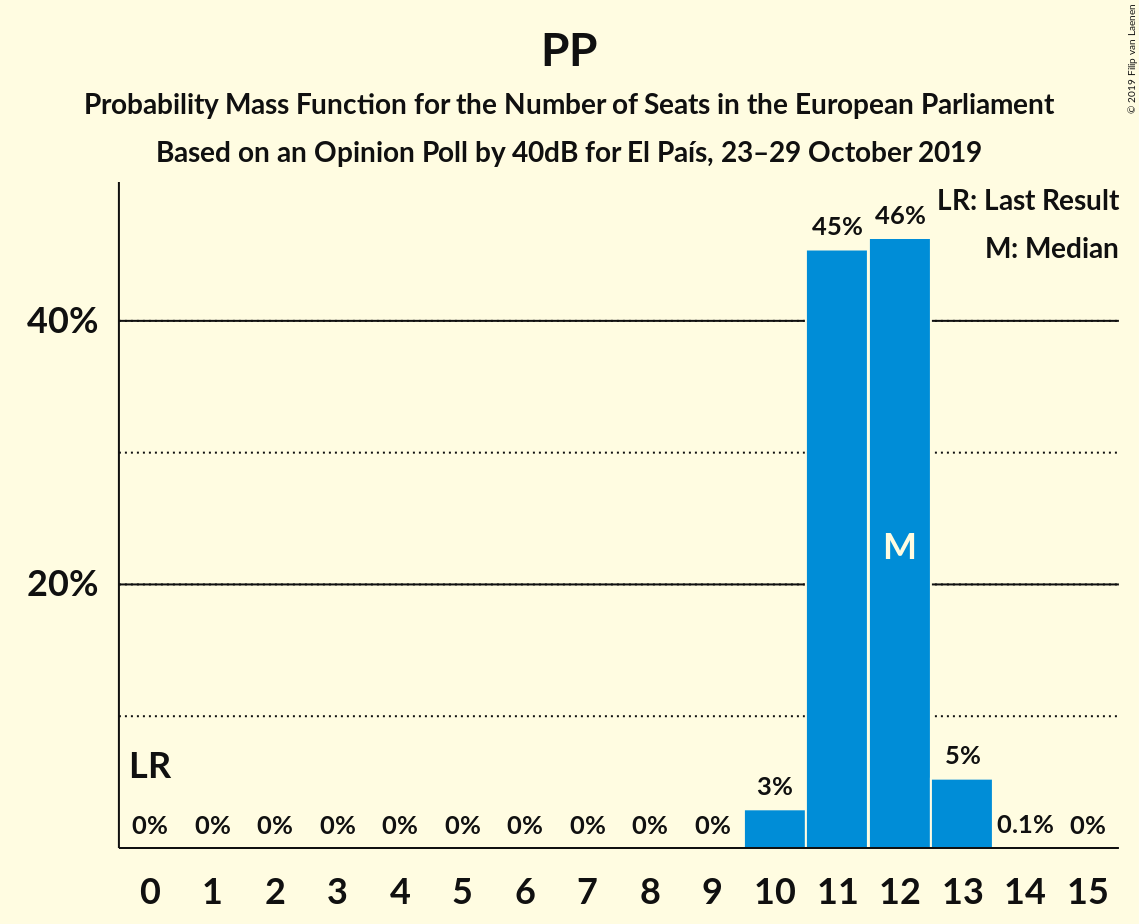 PP
Probability Mass Function for the Number of Seats in the European Parliament
Based on an Opinion Poll by 40dB for El País, 23–29 October 2019
© 2019 Filip van Laenen
LR: Last Result
M: Median
45% 46%
40%
M
20%
LR
0% 0% 0% 0% 0% 0% 0% 0% 0% 0% 3% 5% 0.1% 0%
0 1 2 3 4 5 6 7 8 9 10 11 12 13 14 15